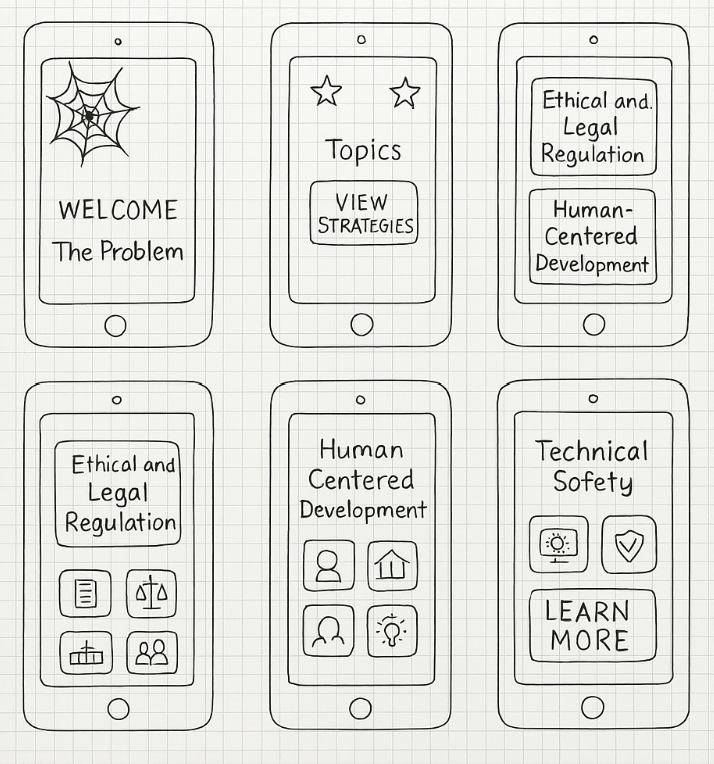 WELCOME
The Problem
Topics
VIEW
STRATEGIES
Ethical and.
Legal
Regulation
Human-
Centered
Development
Ethical and
Legal
Regulation
Human
Centered
Development
Technical
Sofety
LEARN
MORE